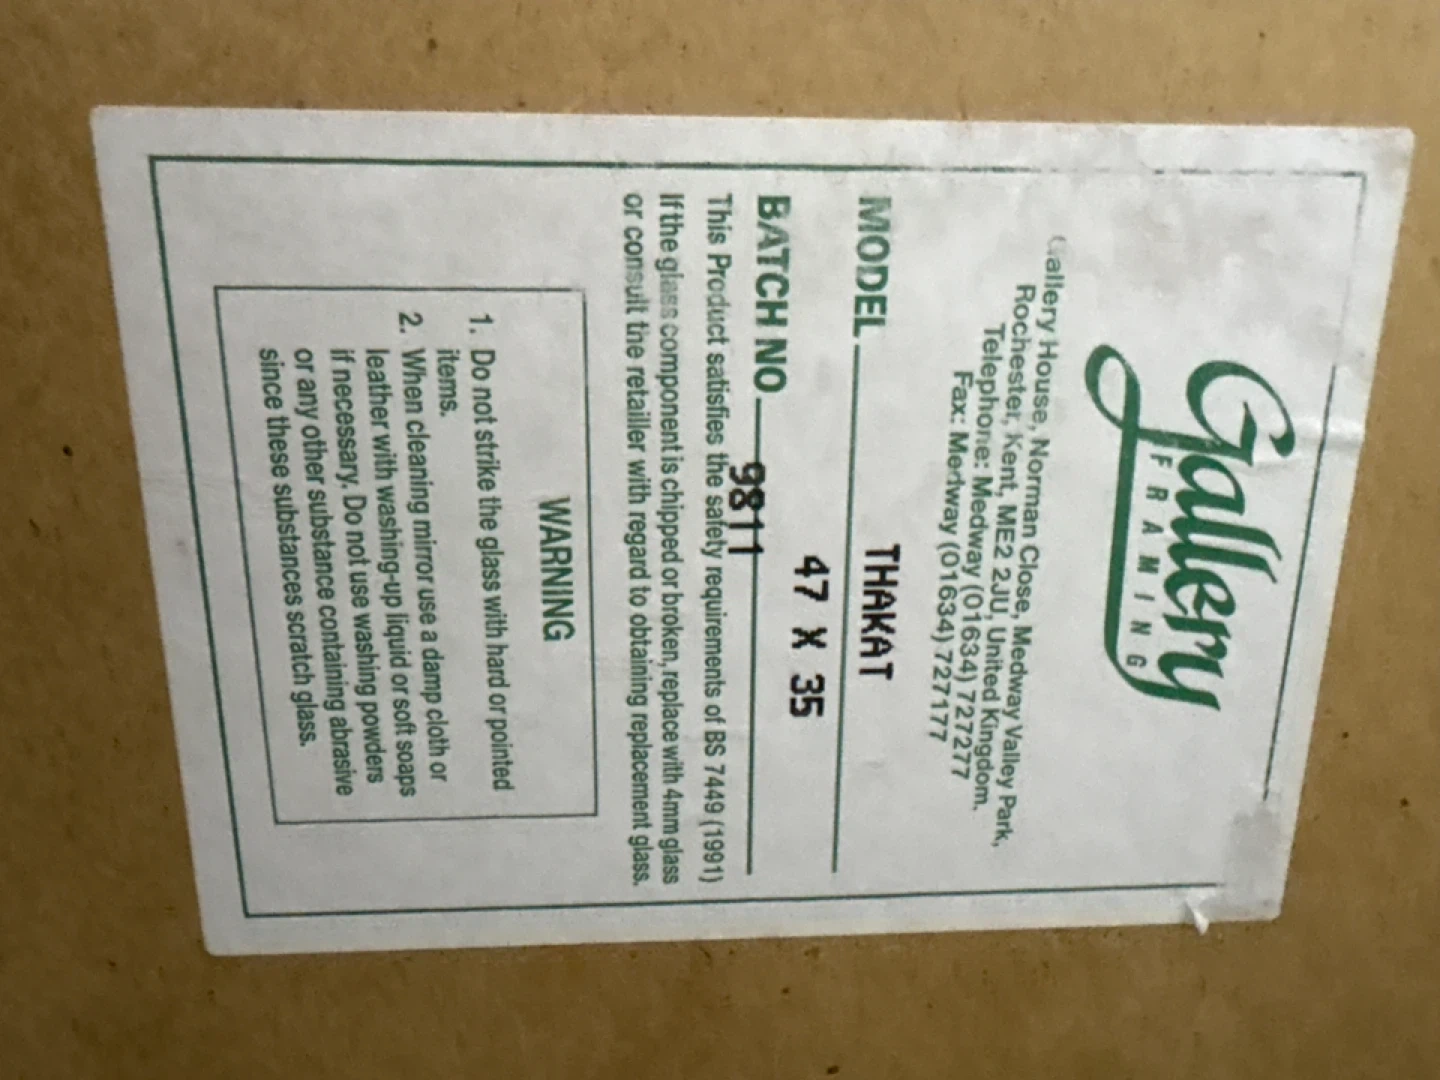 Gallery
FRAMING
Gallery House, Norman Close, Medway Valley Park,
Rochester, Kent, ME2 2JU, United Kingdom.
Telephone: Medway (01634) 727277
Fax: Medway (01634) 727177
MODEL THAKAT
47 X 35
BATCH NO 9811
This Product satisfies the safety requirements of BS 7449 (1991)
If the glass component is chipped or broken, replace with 4mm glass
or consult the retailler with regard to obtaining replacement glass.
WARNING
1. Do not strike the glass with hard or pointed
items.
2. When cleaning mirror use a damp cloth or
leather with washing-up liquid or soft soaps
if necessary. Do not use washing powders
or any other substance containing abrasive
since these substances scratch glass.